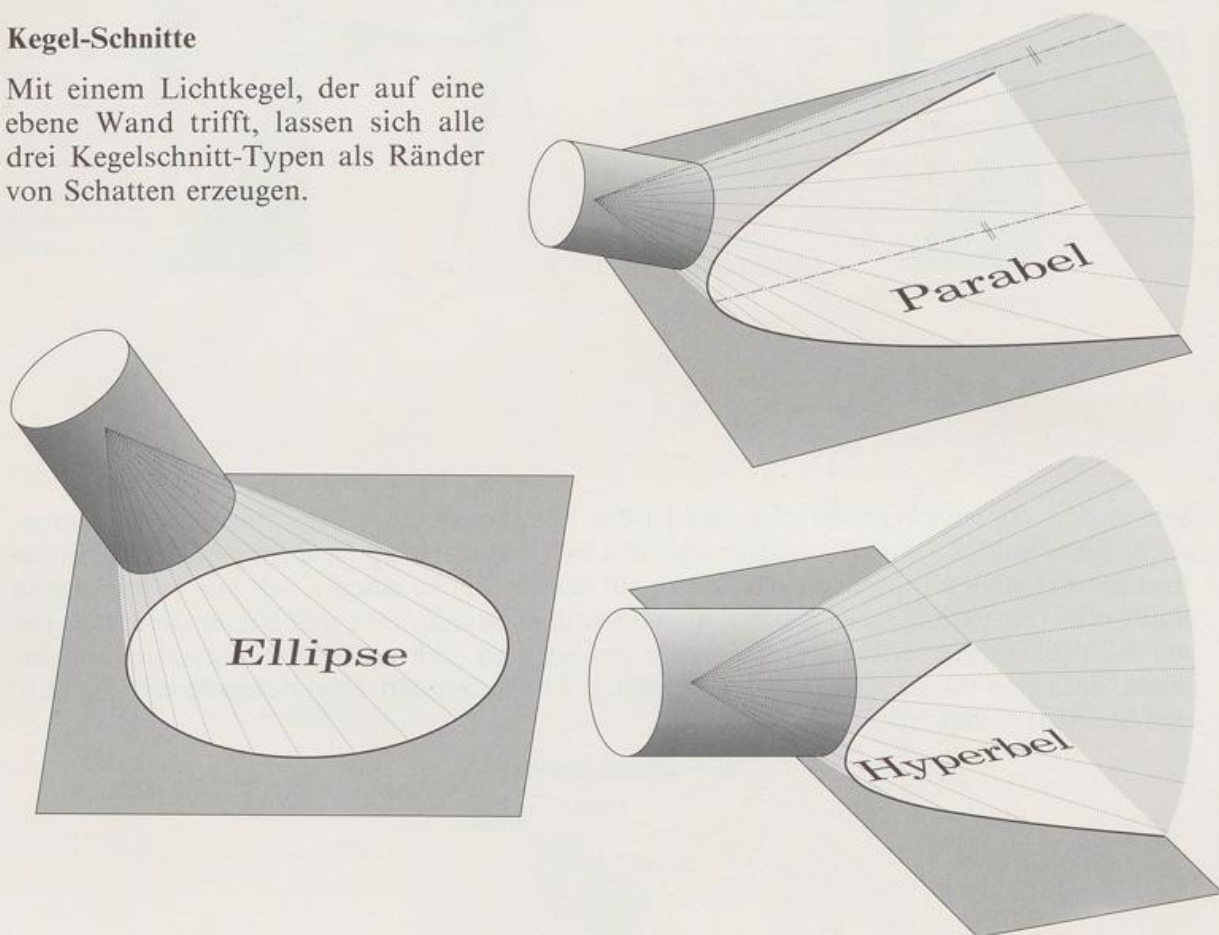 Kegel-Schnitte
Mit einem Lichtkegel, der auf eine
ebene Wand trifft, lassen sich alle
drei Kegelschnitt-Typen als Ränder
von Schatten erzeugen.
Parabel
Ellipse
Hyperbel